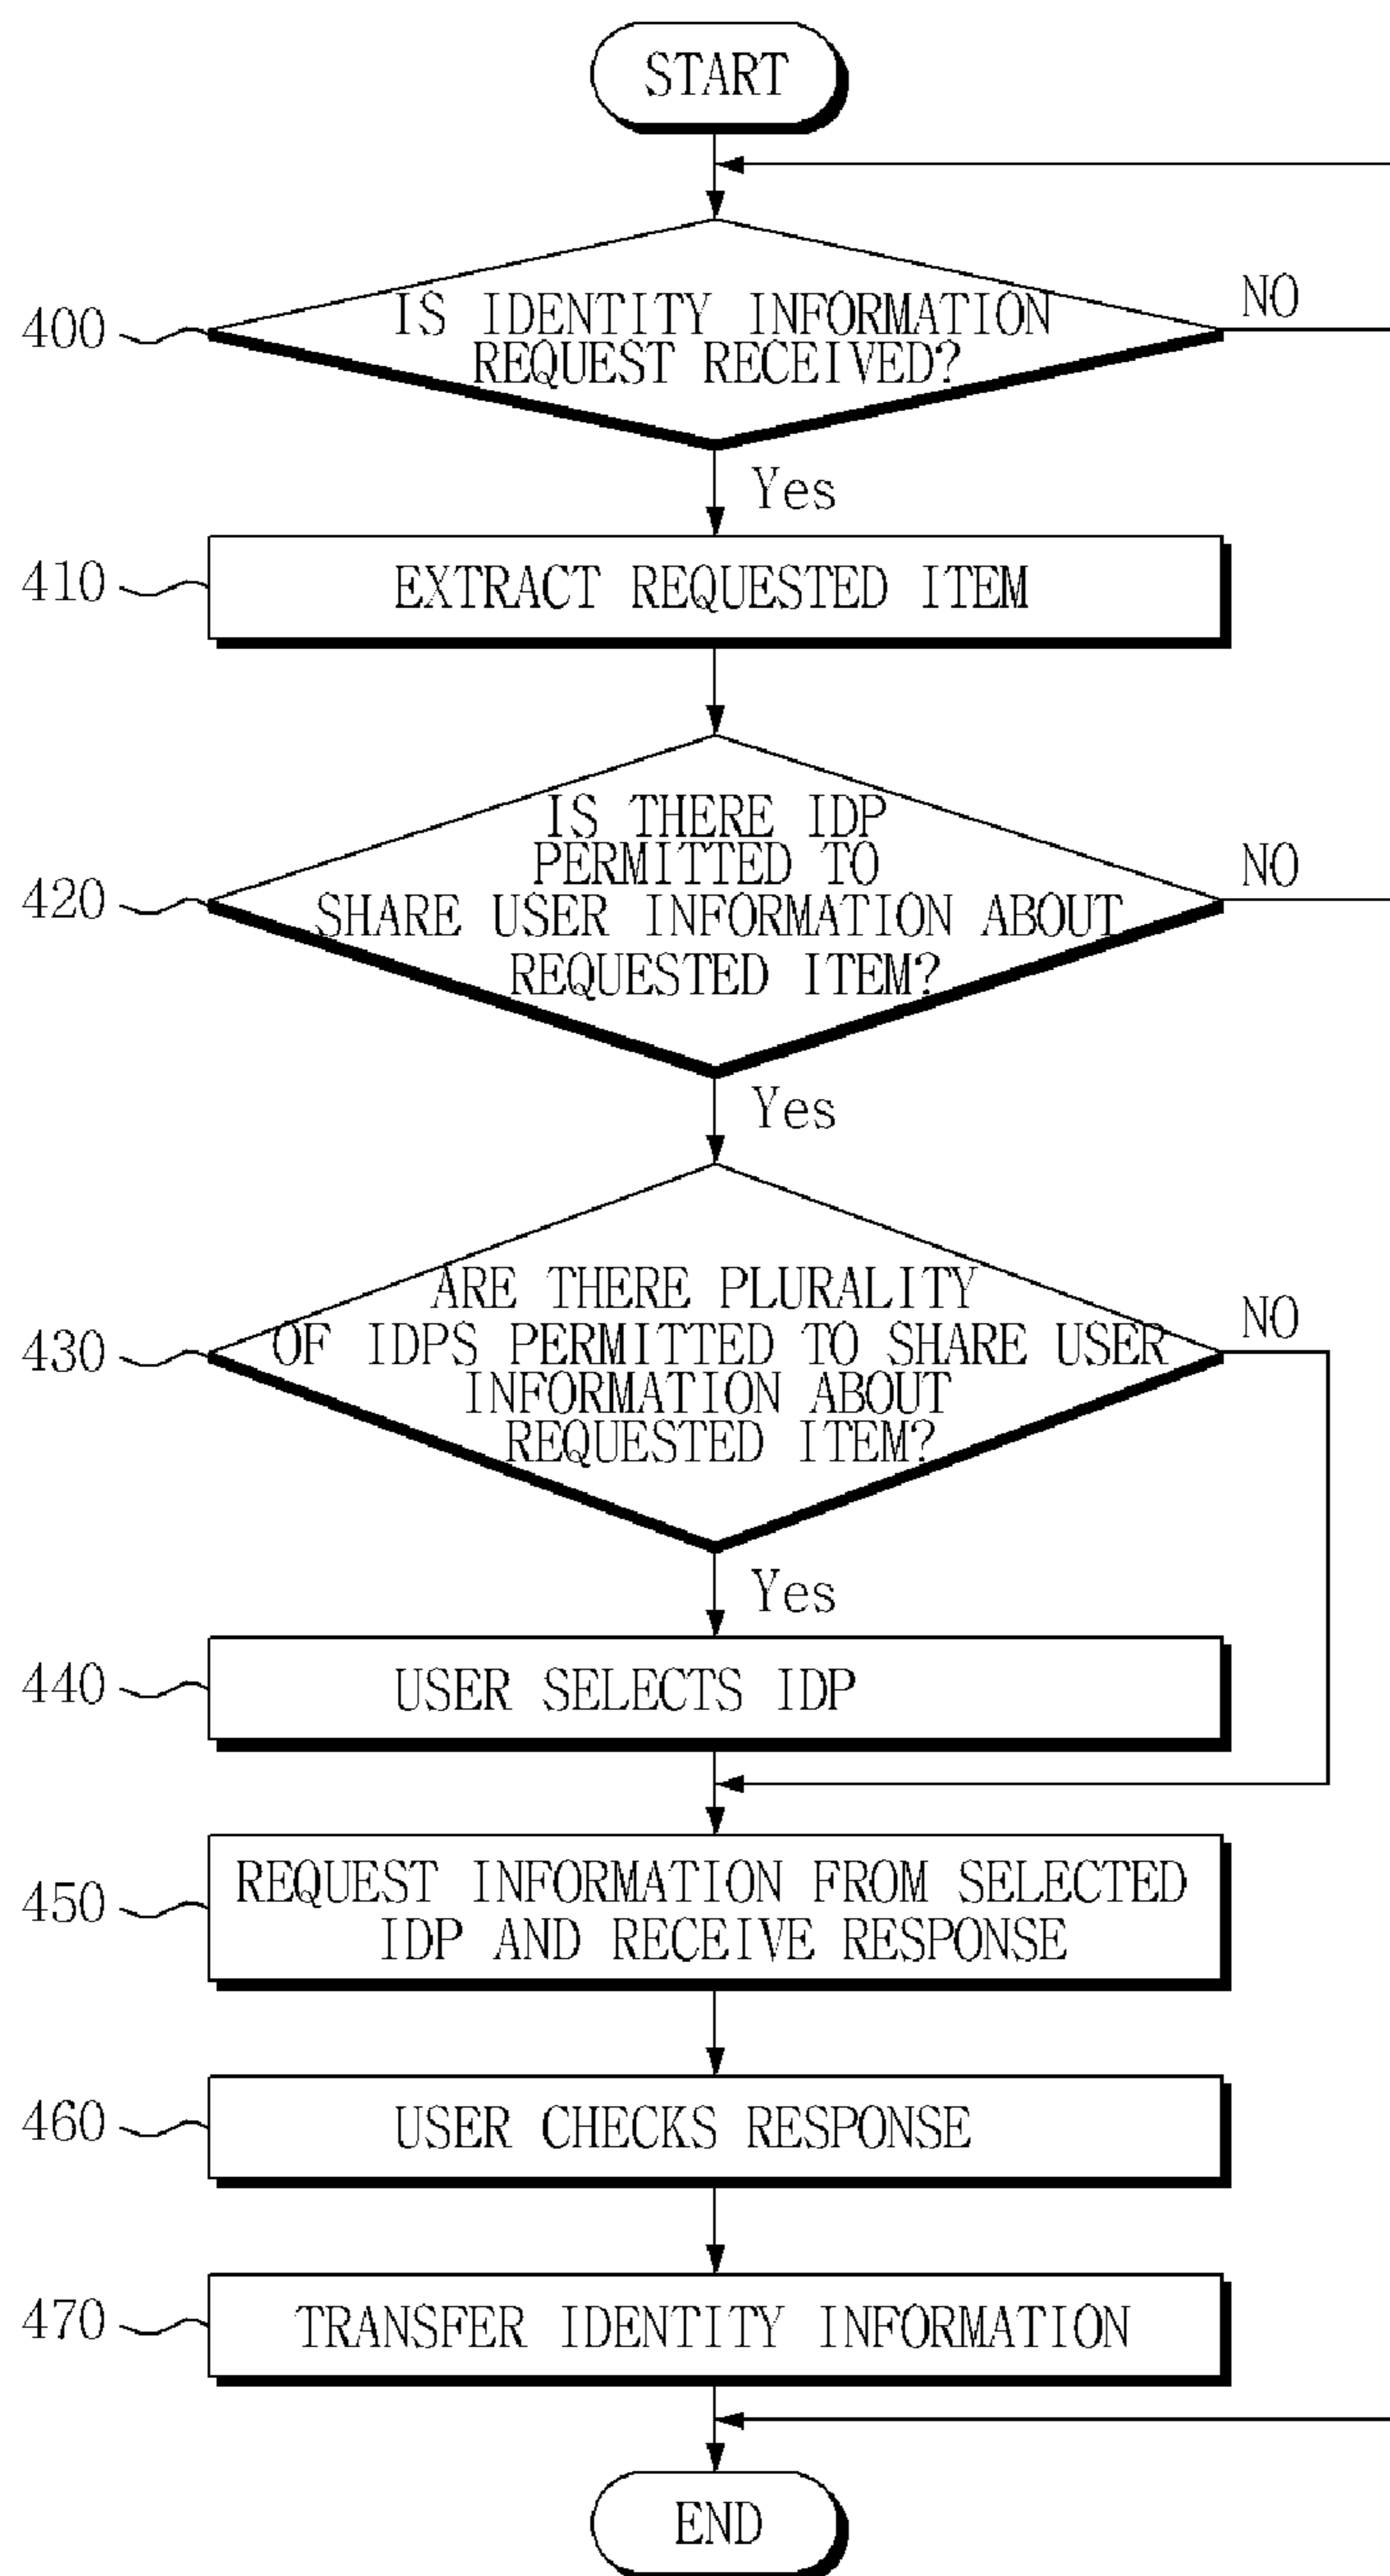 START
IS IDENTITY INFORMATION
REQUEST RECEIVED?
NO
400
Yes
EXTRACT REQUESTED ITEM
410
IS THERE IDP
PERMITTED TO
SHARE USER INFORMATION ABOUT
REQUESTED ITEM?
NO
420
Yes
ARE THERE PLURALITY
OF IDPS PERMITTED TO SHARE USER
INFORMATION ABOUT
REQUESTED ITEM?
NO
430
Yes
USER SELECTS IDP
440
REQUEST INFORMATION FROM SELECTED
IDP AND RECEIVE RESPONSE
450
USER CHECKS RESPONSE
460
TRANSFER IDENTITY INFORMATION
470
END